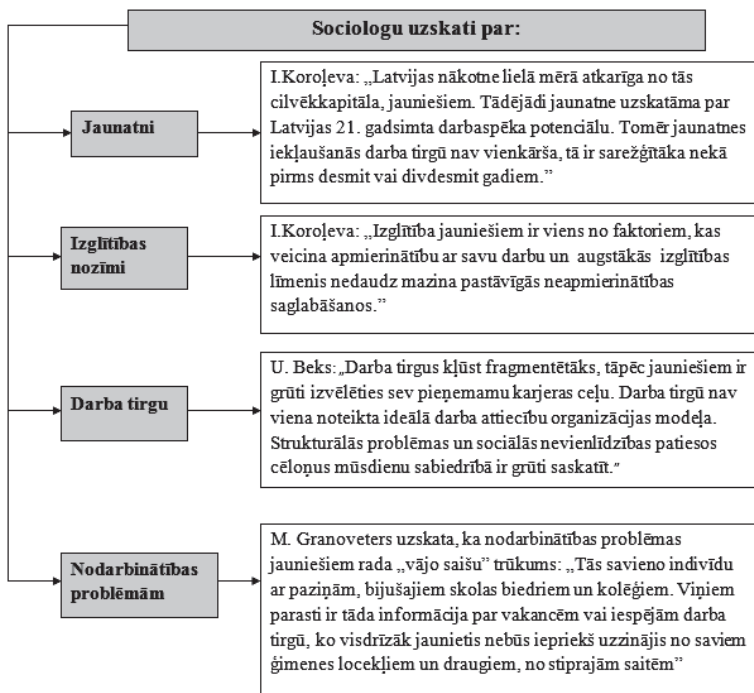 Sociologu uzskati par:
Jaunatni
I.Koroļeva: „Latvijas nākotne lielā mērā atkarīga no tās
cilvēkkapitāla, jauniešiem. Tādējādi jaunatne uzskatāma par
Latvijas 21. gadsimta darbaspēka potenciālu. Tomēr jaunatnes
iekļaušanās darba tirgū nav vienkārša, tā ir sarežģītāka nekā
pirms desmit vai divdesmit gadiem.”
Izglītības
nozīmi
I.Koroļeva: „Izglītība jauniešiem ir viens no faktoriem, kas
veicina apmierinātību ar savu darbu un augstākās izglītības
līmenis nedaudz mazina pastāvīgās neapmierinātības
saglabāšanos.”
Darba tirgu
U. Beks: „Darba tirgus kļūst fragmentētāks, tāpēc jauniešiem ir
grūti izvēlēties sev pieņemamu karjeras ceļu. Darba tirgū nav
viena noteikta ideālā darba attiecību organizācijas modeļa.
Strukturālās problēmas un sociālās nevienlīdzības patiesos
cēloņus mūsdienu sabiedrībā ir grūti saskatīt.”
Nodarbinātības
problēmām
M. Granoveters uzskata, ka nodarbinātības problēmas
jauniešiem rada „vājo saišu” trūkums: „Tās savieno indivīdu
ar paziņām, bijušajiem skolas biedriem un kolēģiem. Viņiem
parasti ir tāda informācija par vakancēm vai iespējām darba
tirgū, ko visdrīzāk jaunietis nebūs iepriekš uzzinājis no saviem
ģimenes locekļiem un draugiem, no stiprajām saitēm”